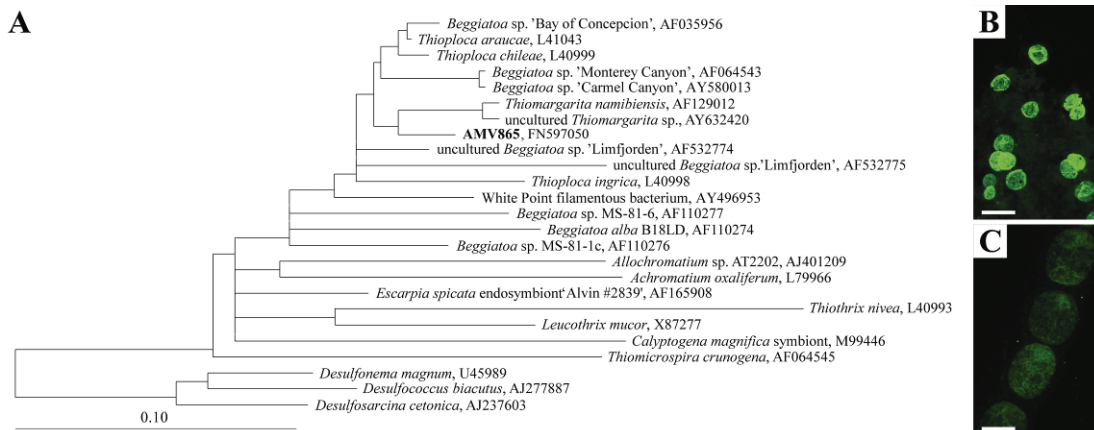 A
B
C
Beggiatoa sp. 'Bay of Concepcion', AF035956
Thioploca araucae, L41043
Thioploca chileae, L40999
Beggiatoa sp. 'Monterey Canyon', AF064543
Beggiatoa sp. 'Carmel Canyon', AY580013
Thiomargarita namibiensis, AF129012
uncultured Thiomargarita sp., AY632420
AMV865, FN597050
uncultured Beggiatoa sp. 'Limfjorden', AF532774
uncultured Beggiatoa sp.'Limfjorden', AF532775
Thioploca ingrica, L40998
White Point filamentous bacterium, AY496953
Beggiatoa sp. MS-81-6, AF110277
Beggiatoa alba B18LD, AF110274
Beggiatoa sp. MS-81-1c, AF110276
Allochromatium sp. AT2202, AJ401209
Achromatium oxaliferum, L79966
Escarpia spicata endosymbiont'Alvin #2839', AF165908
Thiothrix nivea, L40993
Leucothrix mucor, X87277
Calyptogena magnifica symbiont, M99446
Thiomicrospira crunogena, AF064545
Desulfonema magnum, U45989
Desulfococcus biacutus, AJ277887
Desulfosarcina cetonica, AJ237603
0.10